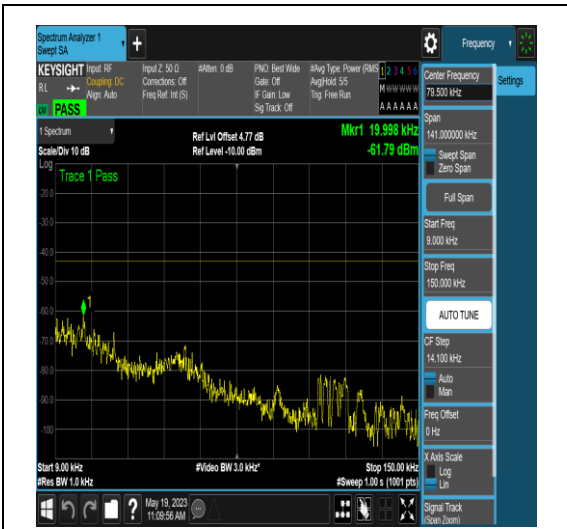 Spectrum Analyzer 1
Swept SA
Frequency
KEYSIGHT
Input: RF
Input Z: 50 Ω
#Atten: 0 dB
PNO: Best Wide
#Avg Type: Power (RMS
1 2 3 4 5 6
RL
Coupling: DC
Corrections: Off
Gate: Off
Avg|Hold: 5/5
M W W W W W
Align: Auto
Freq Ref: Int (S)
IF Gain: Low
Trig: Free Run
Sig Track: Off
A A A A A A
PASS
1 Spectrum
Scale/Div 10 dB
Ref Lvl Offset 4.77 dB
Ref Level -10.00 dBm
Mkr1 19.998 kHz
-61.79 dBm
Log
Trace 1 Pass
-20.0
-30.0
-40.0
-50.0
-60.0
-70.0
-80.0
-90.0
-100
1
Start 9.00 kHz
#Res BW 1.0 kHz
#Video BW 3.0 kHz*
Stop 150.00 kHz
#Sweep 1.00 s (1001 pts)
May 19, 2023
11:09:56 AM
?
Center Frequency
79.500 kHz
Settings
Span
141.000000 kHz
Swept Span
Zero Span
Full Span
Start Freq
9.000 kHz
Stop Freq
150.000 kHz
AUTO TUNE
CF Step
14.100 kHz
Auto
Man
Freq Offset
0 Hz
X Axis Scale
Log
Lin
Signal Track
(Span Zoom)